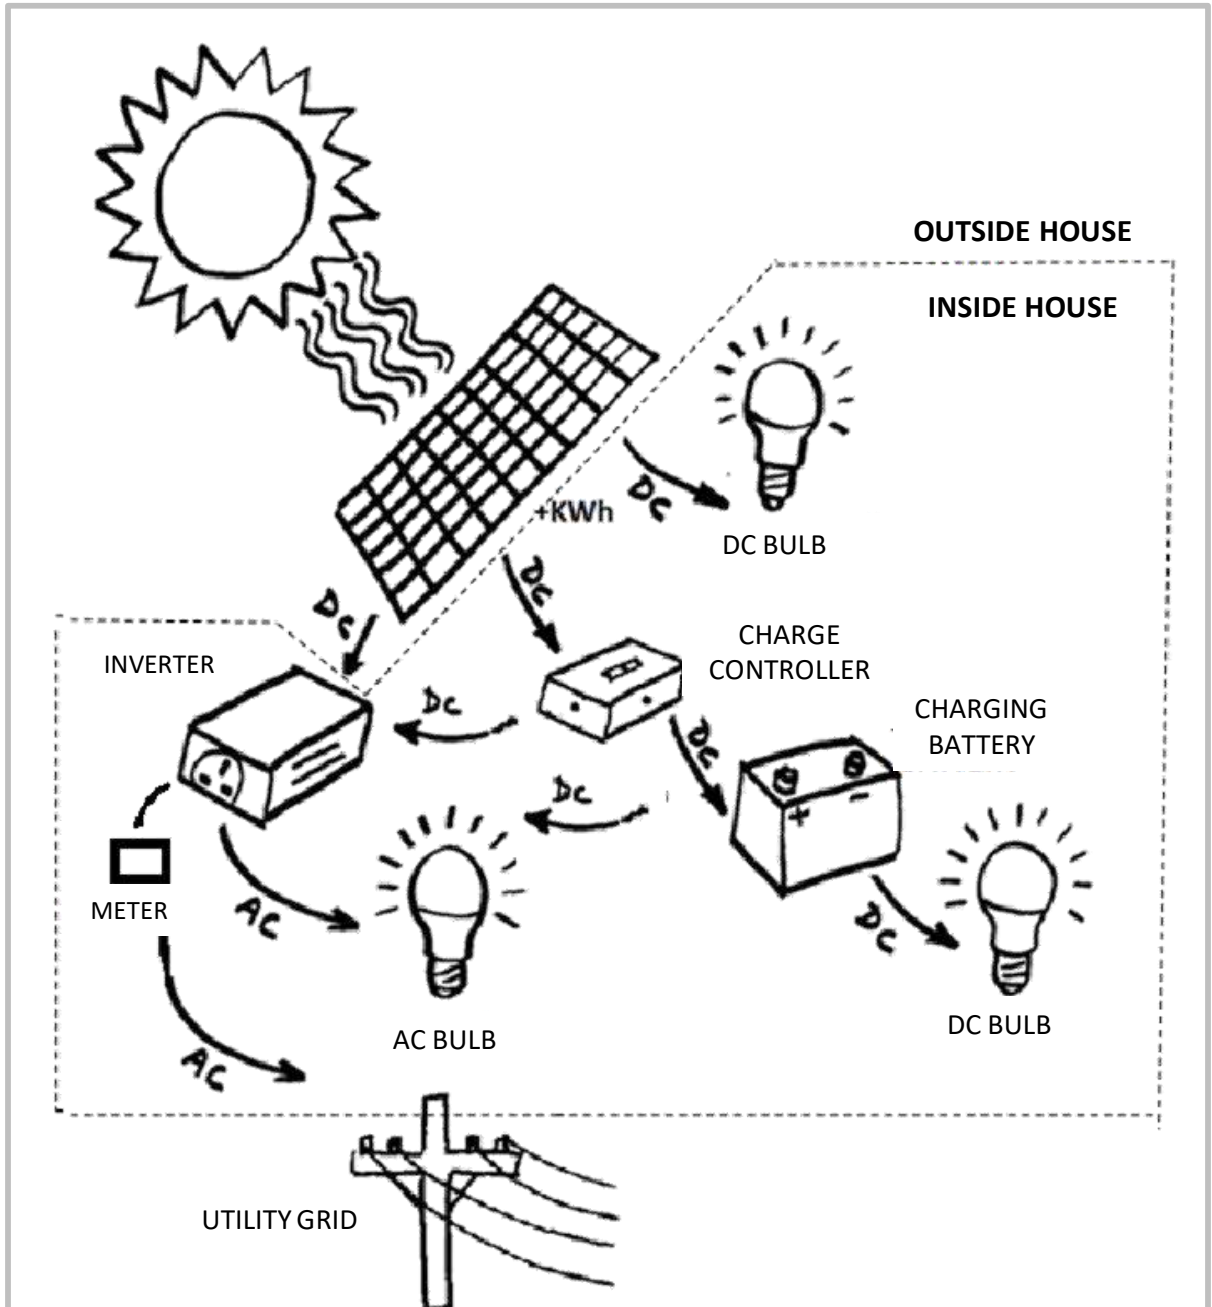 OUTSIDE HOUSE
INSIDE HOUSE
DC
+KWh
DC BULB
DC
DC
INVERTER
CHARGE
CONTROLLER
DC
DC
CHARGING
BATTERY
DC
+ −
METER
AC
DC
AC BULB
DC BULB
AC
UTILITY GRID